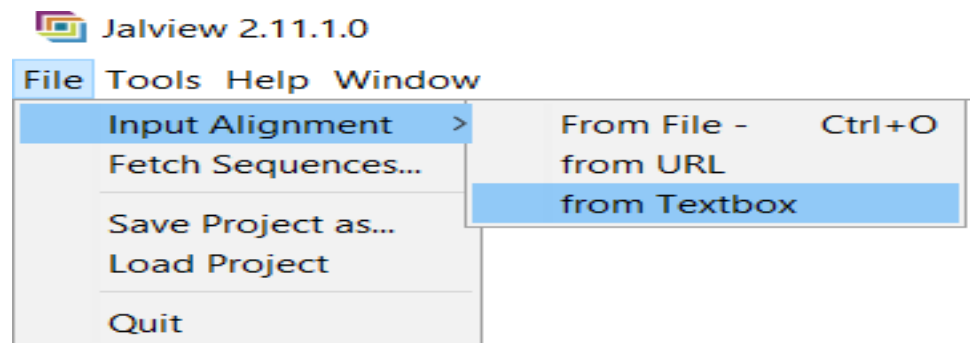 Jalview 2.11.1.0
File Tools Help Window
Input Alignment >
Fetch Sequences...
Save Project as...
Load Project
Quit
From File - Ctrl+O
from URL
from Textbox